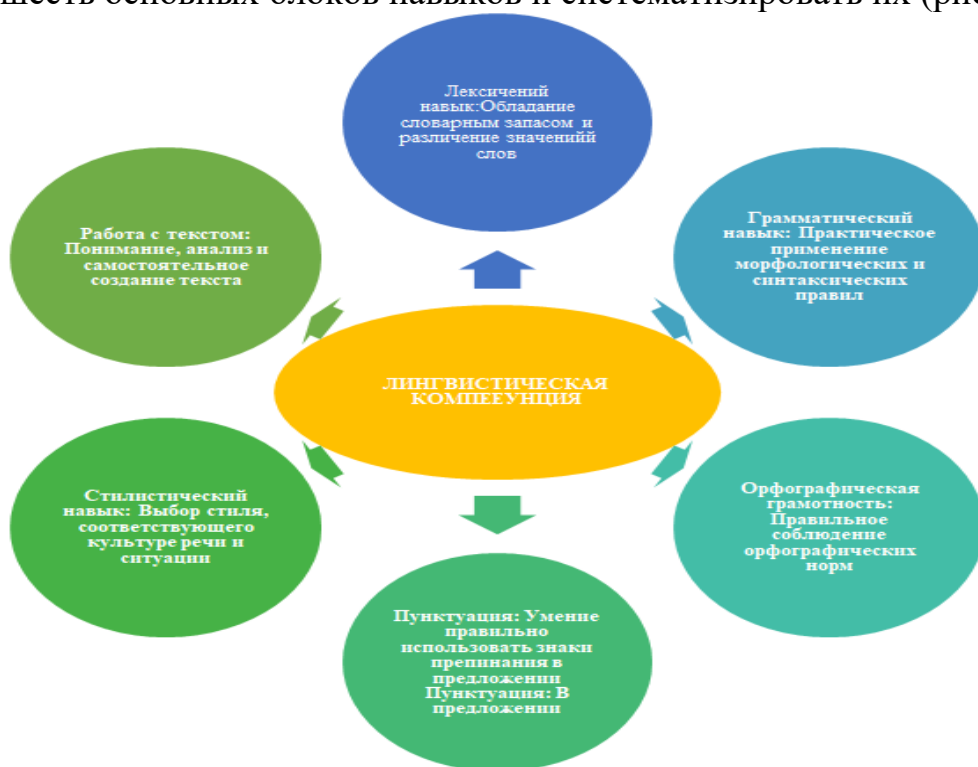 шесть основных блоков навыков и систематизировать их (рис
Лексичений
навык:Обладание
словарным запасом и
различение значенийй
слов
Грамматический
навык: Практическое
применение
морфологических и
синтаксических
правил
Орфографическая
грамотность:
Правильное
соблюдение
орфографических
норм
Пунктуация: Умение
правильно
использовать знаки
препинания в
предложении
Пунктуация: В
предложении
Стилистический
навык: Выбор стиля,
соответствующего
культуре речи и
ситуации
Работа с текстом:
Понимание, анализ и
самостоятельное
создание текста
ЛИНГВИСТИЧЕСКАЯ
КОМПЕЕУНЦИЯ